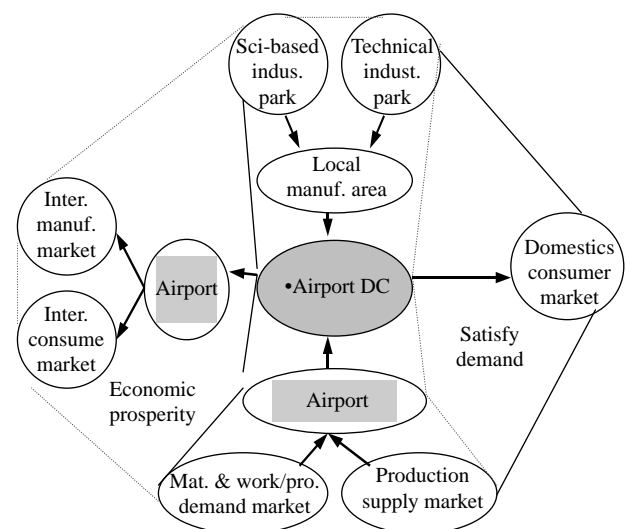 Sci-based
indus.
park
Technical
indust.
park
Local
manuf. area
Inter.
manuf.
market
Airport
•Airport DC
Domestics
consumer
market
Inter.
consume
market
Satisfy
demand
Economic
prosperity
Airport
Mat. & work/pro.
demand market
Production
supply market